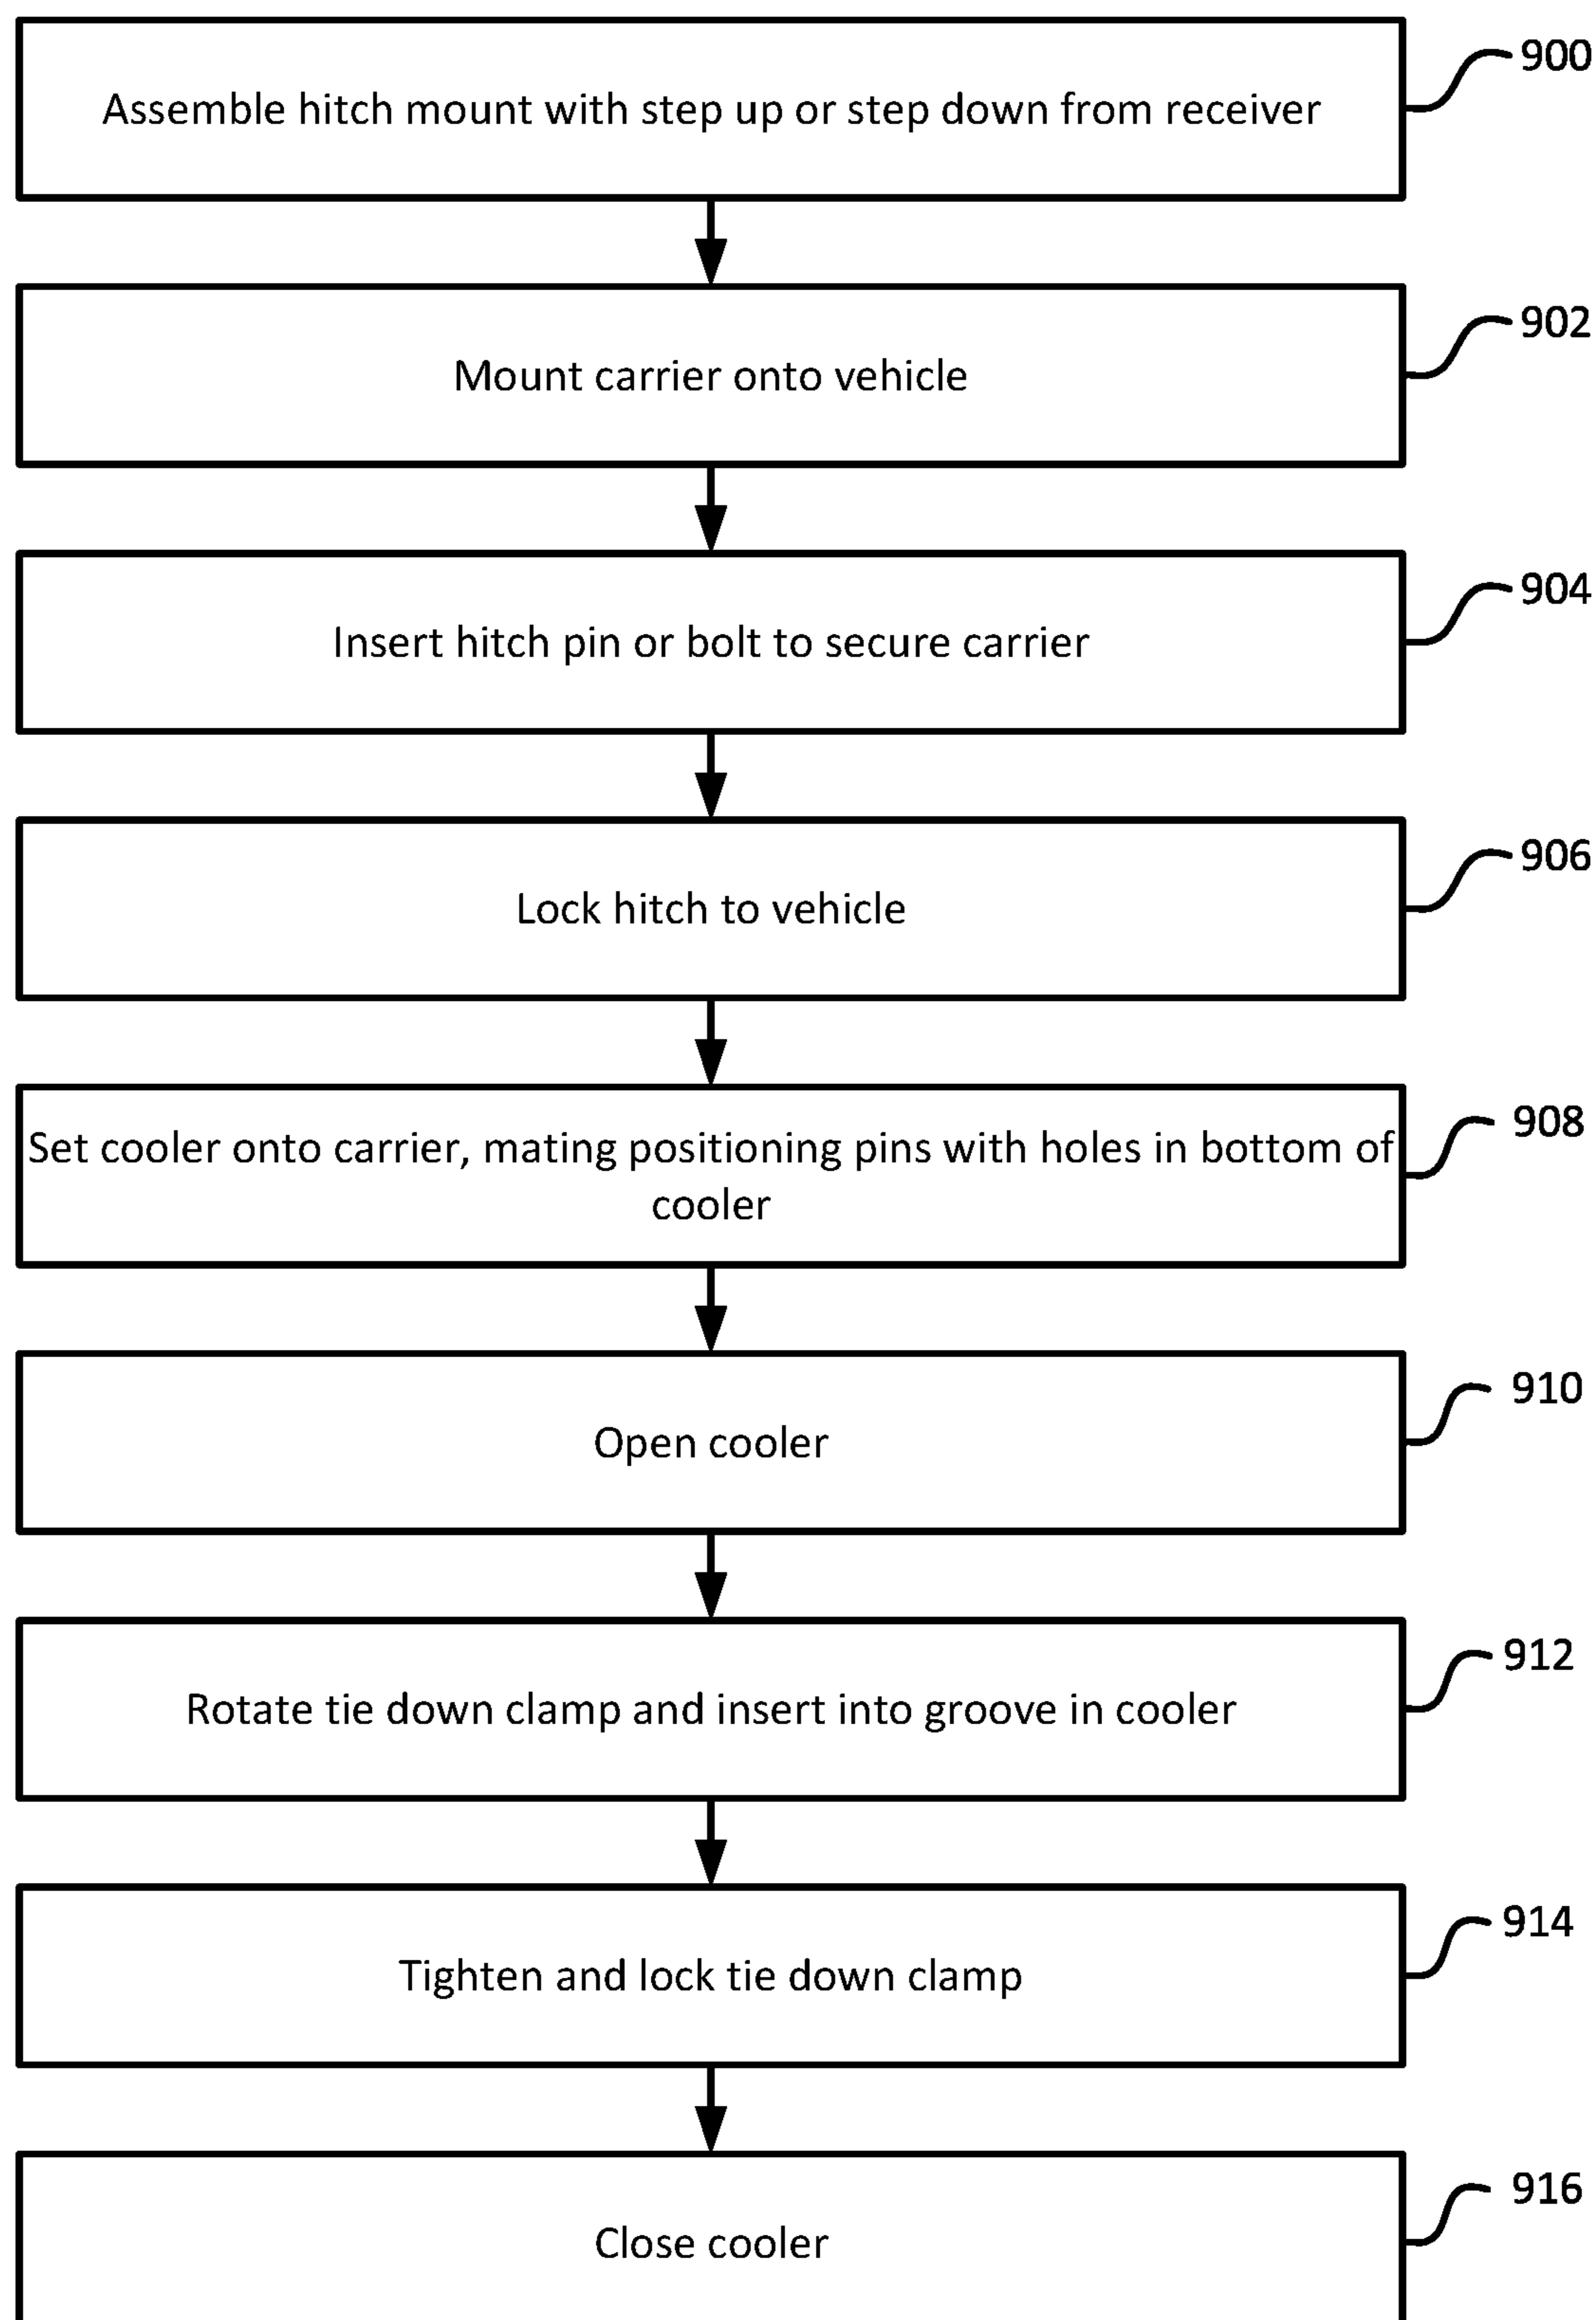 Assemble hitch mount with step up or step down from receiver
900
Mount carrier onto vehicle
902
Insert hitch pin or bolt to secure carrier
904
Lock hitch to vehicle
906
Set cooler onto carrier, mating positioning pins with holes in bottom of
cooler
908
Open cooler
910
Rotate tie down clamp and insert into groove in cooler
912
Tighten and lock tie down clamp
914
Close cooler
916